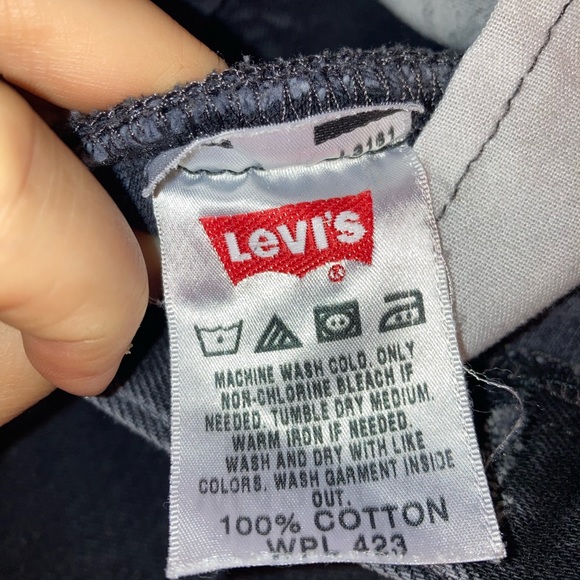 LEVI'S
®
MACHINE WASH COLD. ONLY
NON-CHLORINE BLEACH IF
NEEDED. TUMBLE DRY MEDIUM.
WARM IRON IF NEEDED.
WASH AND DRY WITH LIKE
COLORS. WASH GARMENT INSIDE
OUT.
100% COTTON
WPL 423